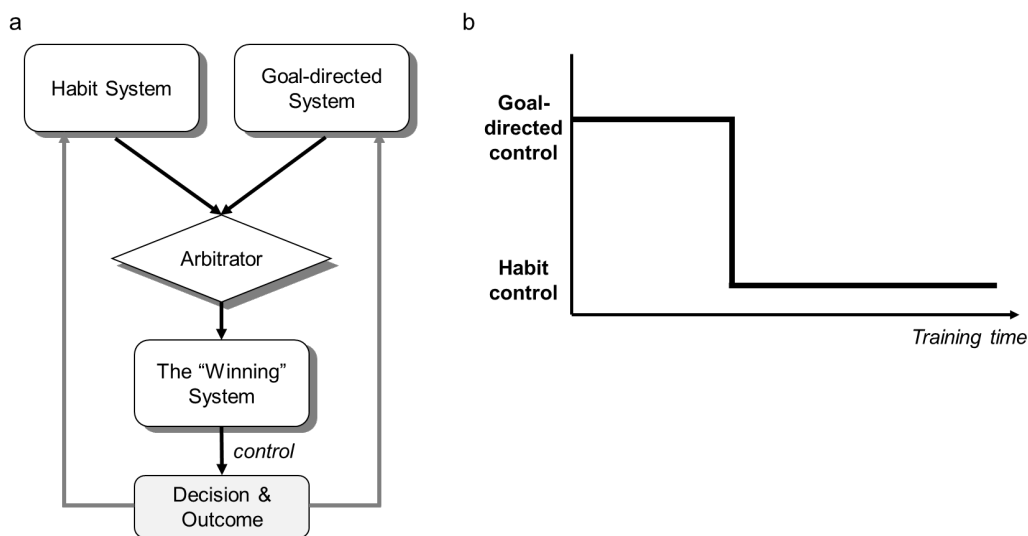 a
Habit System
Goal-directed
System
Arbitrator
The “Winning”
System
control
Decision &
Outcome
b
Goal-
directed
control
Habit
control
Training time